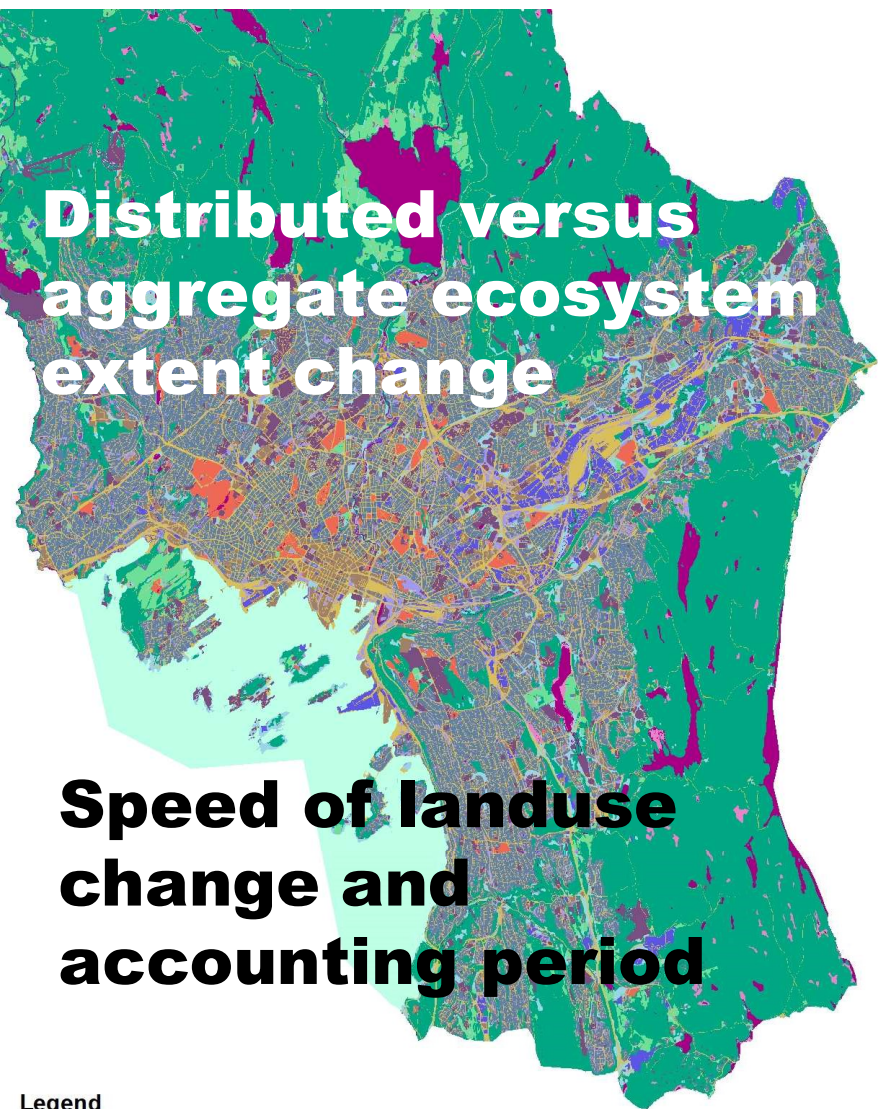 Distributed versus
aggregate ecosystem
extent change
Speed of landuse
change and
accounting period
Legend